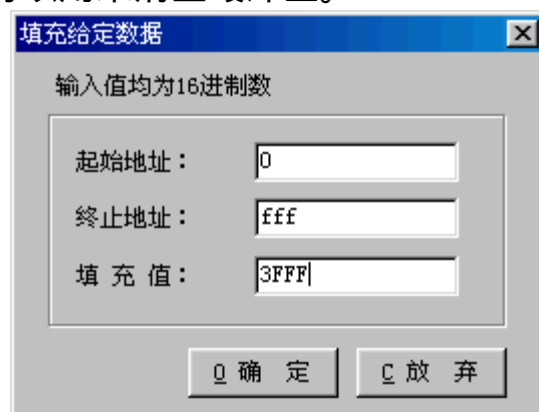 填充给定数据
输入值均为16进制数
起始地址： 0
终止地址： fff
填 充 值： 3FFF
O 确 定 C 放 弃